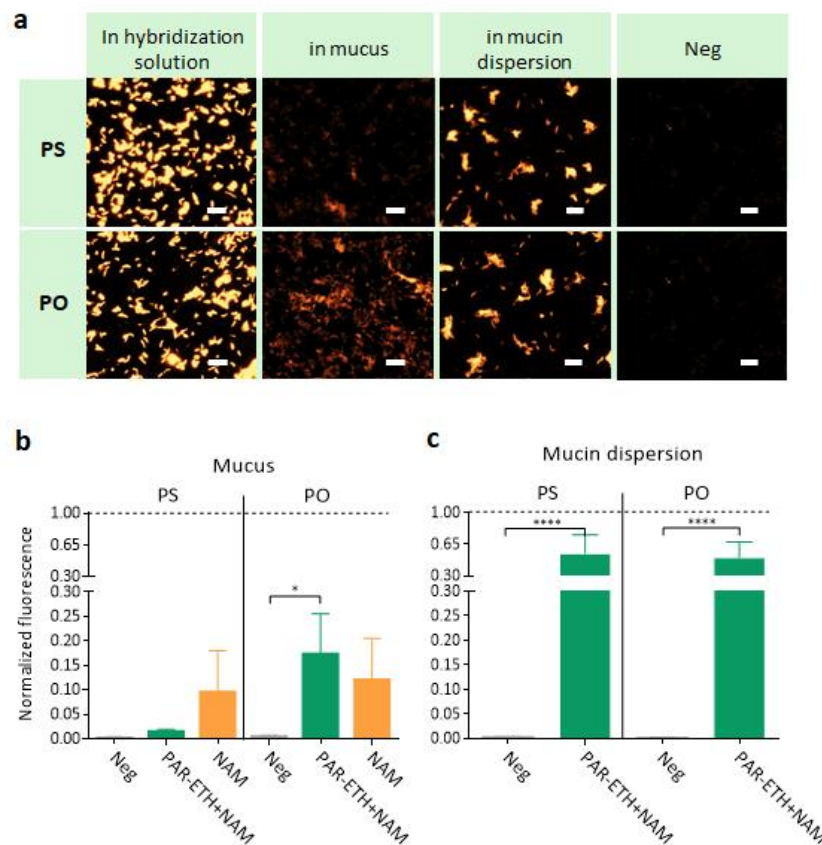 a
In hybridization
solution
in mucus
in mucin
dispersion
Neg
PS
PO
b
Mucus
PS
PO
Normalized fluorescence
1.00
0.65
0.30
0.30
0.25
0.20
0.15
0.10
0.05
0.00
*
Neg
PAR-ETH+NAM
NAM
Neg
PAR-ETH+NAM
NAM
c
Mucin dispersion
PS
PO
1.00
0.65
0.30
0.30
0.25
0.20
0.15
0.10
0.05
0.00
****
****
Neg
PAR-ETH+NAM
Neg
PAR-ETH+NAM